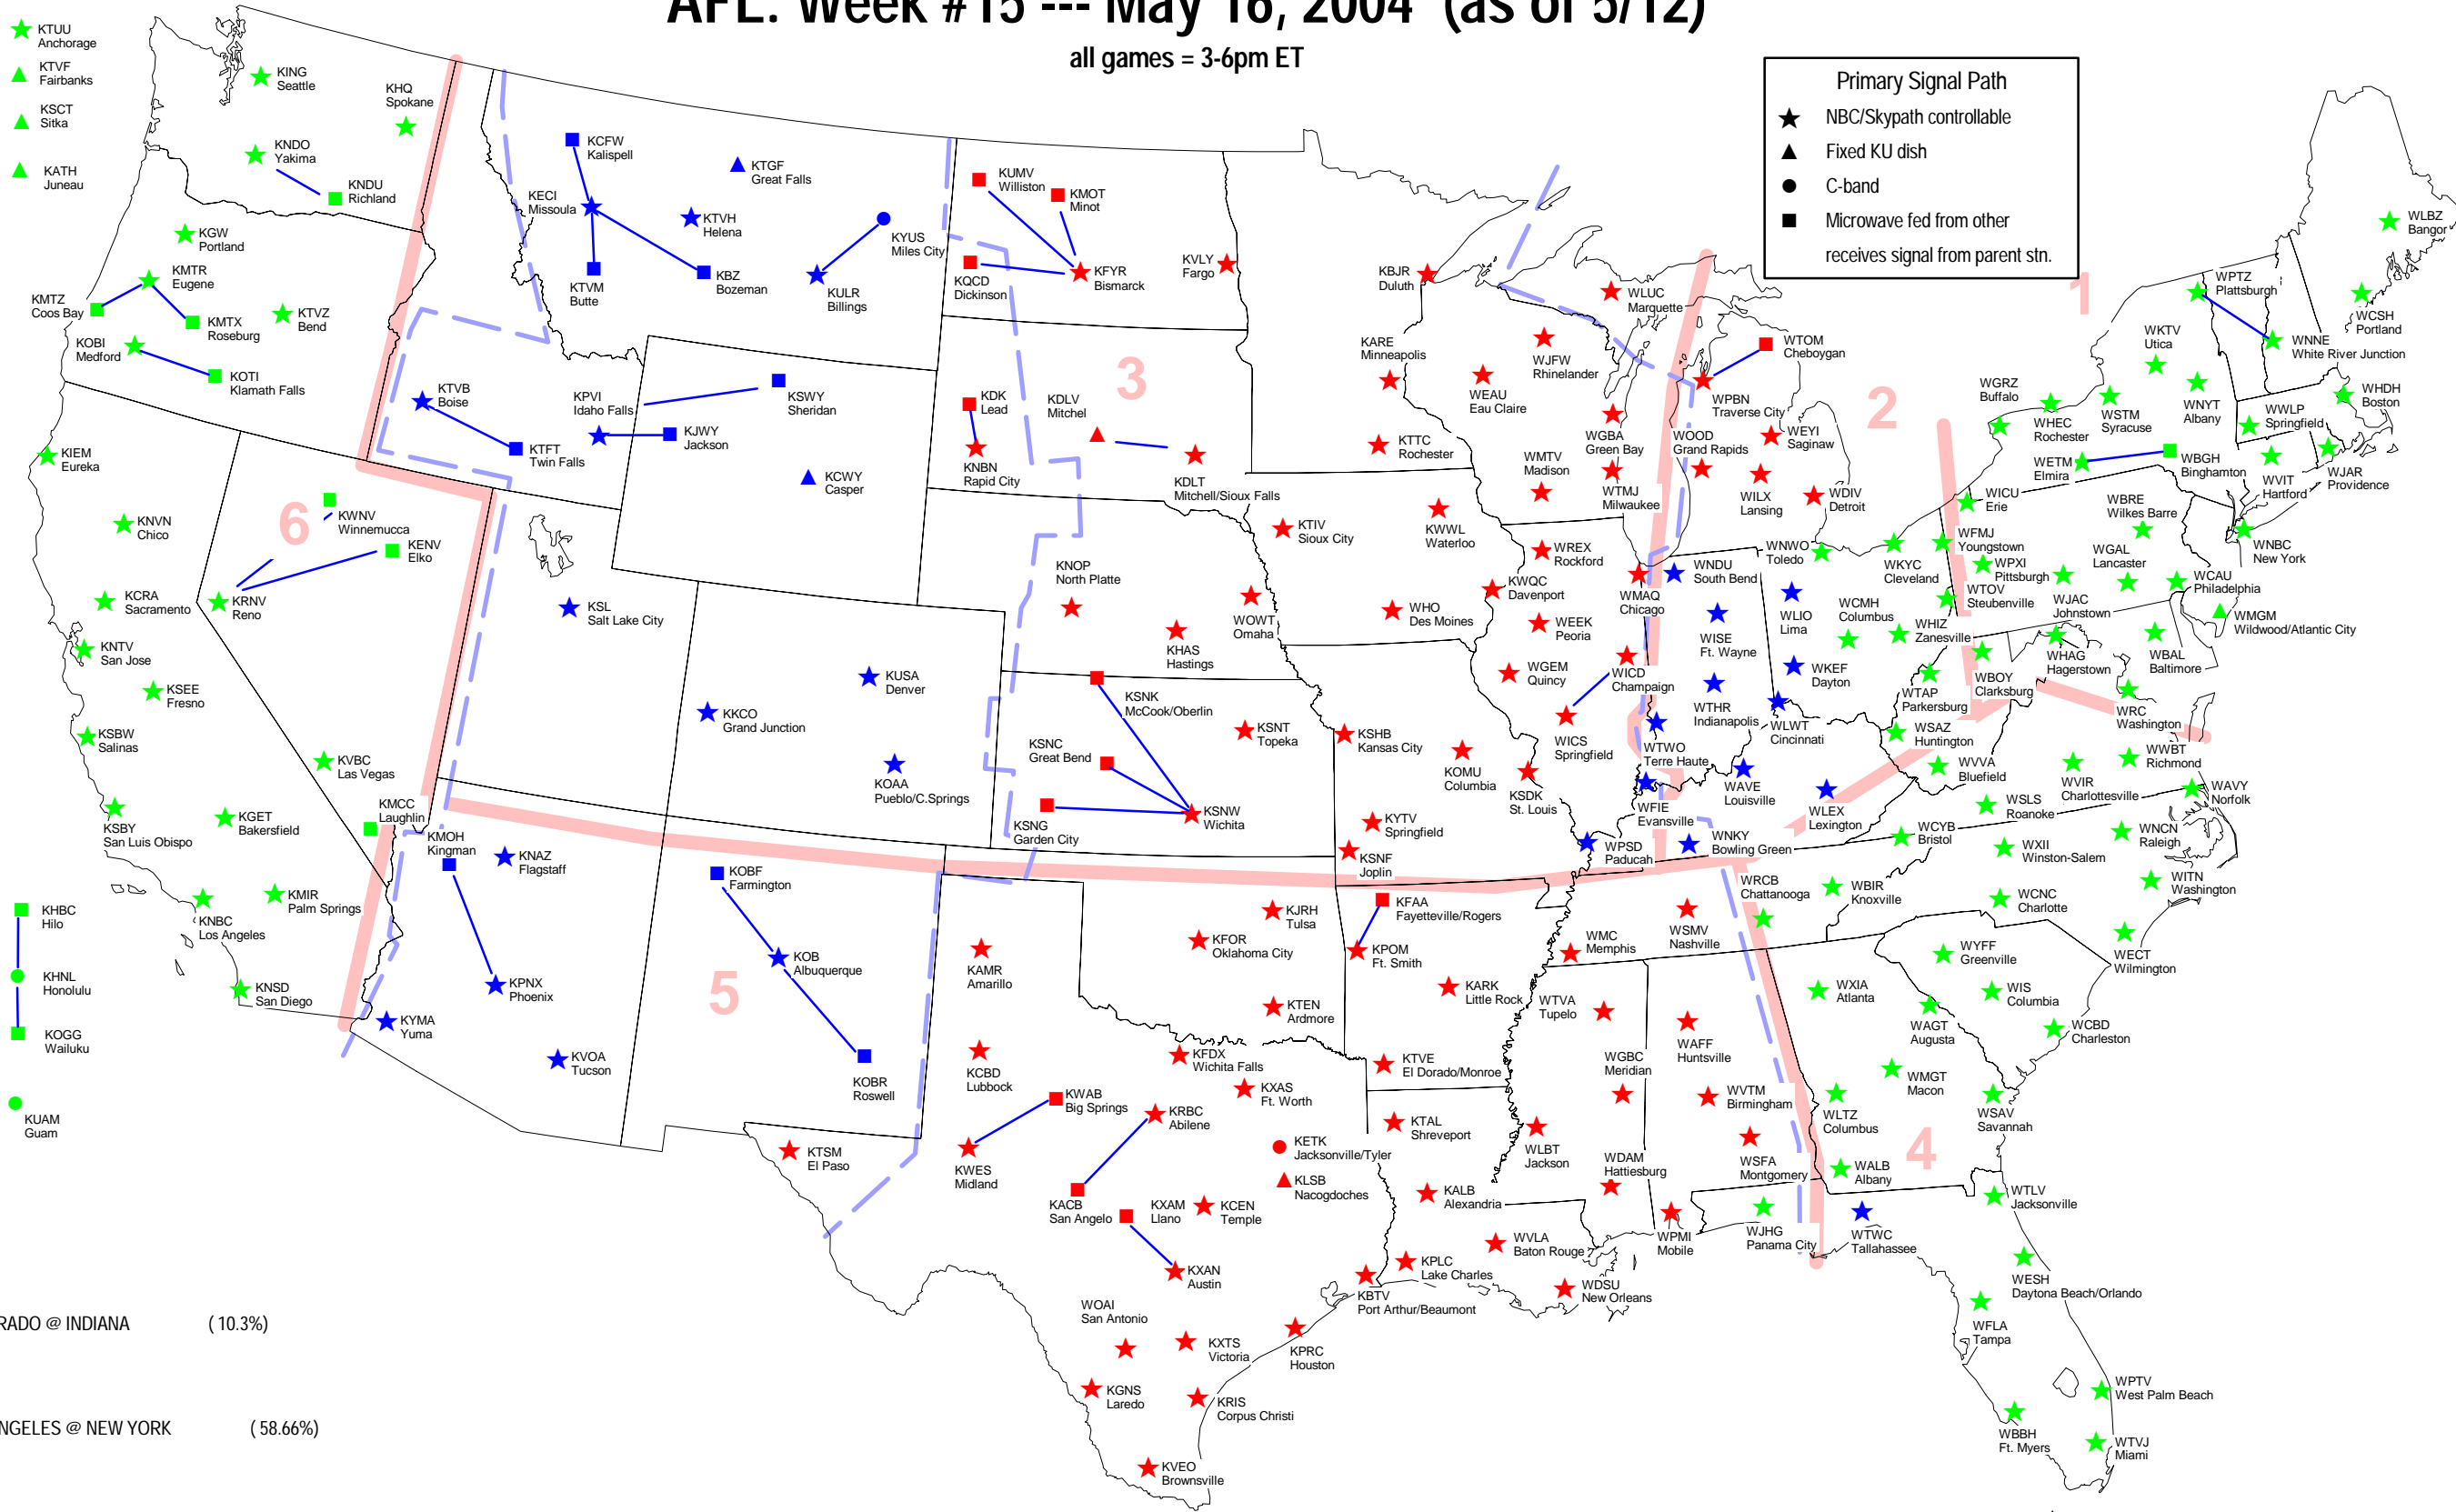 AFL: Week #15 --- May 16, 2004 (as of 5/12)
all games = 3-6pm ET
Primary Signal Path
NBC/Skypath controllable
Fixed KU dish
C-band
Microwave fed from other
receives signal from parent stn.
KTUU
Anchorage
KTVF
Fairbanks
KSCT
Sitka
KATH
Juneau
KING
Seattle
KHQ
Spokane
KNDO
Yakima
KNDU
Richland
KGW
Portland
KMTR
Eugene
KMTZ
Coos Bay
KMTX
Roseburg
KTVZ
Bend
KOBI
Medford
KOTI
Klamath Falls
KIEM
Eureka
KNVN
Chico
6
KWNV
Winnemucca
KENV
Elko
KCRA
Sacramento
KRNV
Reno
KNTV
San Jose
KSEE
Fresno
KSBW
Salinas
KVBC
Las Vegas
KSBY
San Luis Obispo
KGET
Bakersfield
KMCC
Laughlin
KNBC
Los Angeles
KMIR
Palm Springs
KNSD
San Diego
KHBC
Hilo
KHNL
Honolulu
KOGG
Wailuku
KUAM
Guam
KCFW
Kalispell
KTGF
Great Falls
KECI
Missoula
KTVH
Helena
KYUS
Miles City
KTVM
Butte
KBZ
Bozeman
KULR
Billings
KTVB
Boise
KPVI
Idaho Falls
KSWY
Sheridan
KJWY
Jackson
KTFT
Twin Falls
KCWY
Casper
KSL
Salt Lake City
KUSA
Denver
KKCO
Grand Junction
KOAA
Pueblo/C.Springs
KMOH
Kingman
KNAZ
Flagstaff
KPNX
Phoenix
KYMA
Yuma
KVOA
Tucson
KOBF
Farmington
KOB
Albuquerque
5
KOBR
Roswell
KTSM
El Paso
KUMV
Williston
KMOT
Minot
KQCD
Dickinson
KFYR
Bismarck
KVLY
Fargo
3
KDK
Lead
KDLV
Mitchel
KNBN
Rapid City
KDLT
Mitchell/Sioux Falls
KNOP
North Platte
KHAS
Hastings
WOWT
Omaha
KSNK
McCook/Oberlin
KSNC
Great Bend
KSNT
Topeka
KSNG
Garden City
KSNW
Wichita
KBJR
Duluth
KARE
Minneapolis
KTTC
Rochester
KTIV
Sioux City
KWWL
Waterloo
WHO
Des Moines
KWQC
Davenport
KSHB
Kansas City
KOMU
Columbia
KSDK
St. Louis
KYTV
Springfield
KSNF
Joplin
WLUC
Marquette
WJFW
Rhinelander
WEAU
Eau Claire
WGBA
Green Bay
WMTV
Madison
WTMJ
Milwaukee
WREX
Rockford
WMAQ
Chicago
WEEK
Peoria
WGEM
Quincy
WICD
Champaign
WICS
Springfield
WPSD
Paducah
WTOM
Cheboygan
WPBN
Traverse City
2
WOOD
Grand Rapids
WEYI
Saginaw
WILX
Lansing
WDIV
Detroit
WNDU
South Bend
WISE
Ft. Wayne
WTHR
Indianapolis
WTWO
Terre Haute
WFIE
Evansville
WNWO
Toledo
WLIO
Lima
WCMH
Columbus
WKEF
Dayton
WLWT
Cincinnati
WKYC
Cleveland
WFMJ
Youngstown
WTOV
Steubenville
WHIZ
Zanesville
WAVE
Louisville
WLEX
Lexington
WNKY
Bowling Green
WTAP
Parkersburg
WBOY
Clarksburg
WSAZ
Huntington
WVVA
Bluefield
1
WLBZ
Bangor
WPTZ
Plattsburgh
WCSH
Portland
WNNE
White River Junction
WKTV
Utica
WGRZ
Buffalo
WHEC
Rochester
WSTM
Syracuse
WNYT
Albany
WWLP
Springfield
WHDH
Boston
WETM
Elmira
WBGH
Binghamton
WVIT
Hartford
WJAR
Providence
WICU
Erie
WBRE
Wilkes Barre
WNBC
New York
WPXI
Pittsburgh
WGAL
Lancaster
WCAU
Philadelphia
WJAC
Johnstown
WMGM
Wildwood/Atlantic City
WHAG
Hagerstown
WBAL
Baltimore
WRC
Washington
WWBT
Richmond
WVIR
Charlottesville
WAVY
Norfolk
WSLS
Roanoke
WCYB
Bristol
WXII
Winston-Salem
WNCN
Raleigh
WITN
Washington
WCNC
Charlotte
WECT
Wilmington
WRCB
Chattanooga
WBIR
Knoxville
WSMV
Nashville
WMC
Memphis
WYFF
Greenville
WIS
Columbia
WXIA
Atlanta
WAGT
Augusta
WCBD
Charleston
WMGT
Macon
WLTZ
Columbus
WSAV
Savannah
4
WALB
Albany
WTLV
Jacksonville
WJHG
Panama City
WTWC
Tallahassee
WESH
Daytona Beach/Orlando
WFLA
Tampa
WPTV
West Palm Beach
WBBH
Ft. Myers
WTVJ
Miami
KJRH
Tulsa
KFOR
Oklahoma City
KTEN
Ardmore
KFAA
Fayetteville/Rogers
KPOM
Ft. Smith
KARK
Little Rock
KTVE
El Dorado/Monroe
WTVA
Tupelo
WGBC
Meridian
WLBT
Jackson
WDAM
Hattiesburg
WAFF
Huntsville
WVTM
Birmingham
WSFA
Montgomery
WPMI
Mobile
KTAL
Shreveport
KALB
Alexandria
WVLA
Baton Rouge
KPLC
Lake Charles
WDSU
New Orleans
KAMR
Amarillo
KCBD
Lubbock
KFDX
Wichita Falls
KXAS
Ft. Worth
KWAB
Big Springs
KRBC
Abilene
KWES
Midland
KACB
San Angelo
KETK
Jacksonville/Tyler
KLSB
Nacogdoches
KXAM
Llano
KCEN
Temple
KXAN
Austin
KBTV
Port Arthur/Beaumont
WOAI
San Antonio
KXTS
Victoria
KPRC
Houston
KGNS
Laredo
KRIS
Corpus Christi
KVEO
Brownsville
RADO @ INDIANA (10.3%)
NGELES @ NEW YORK (58.66%)